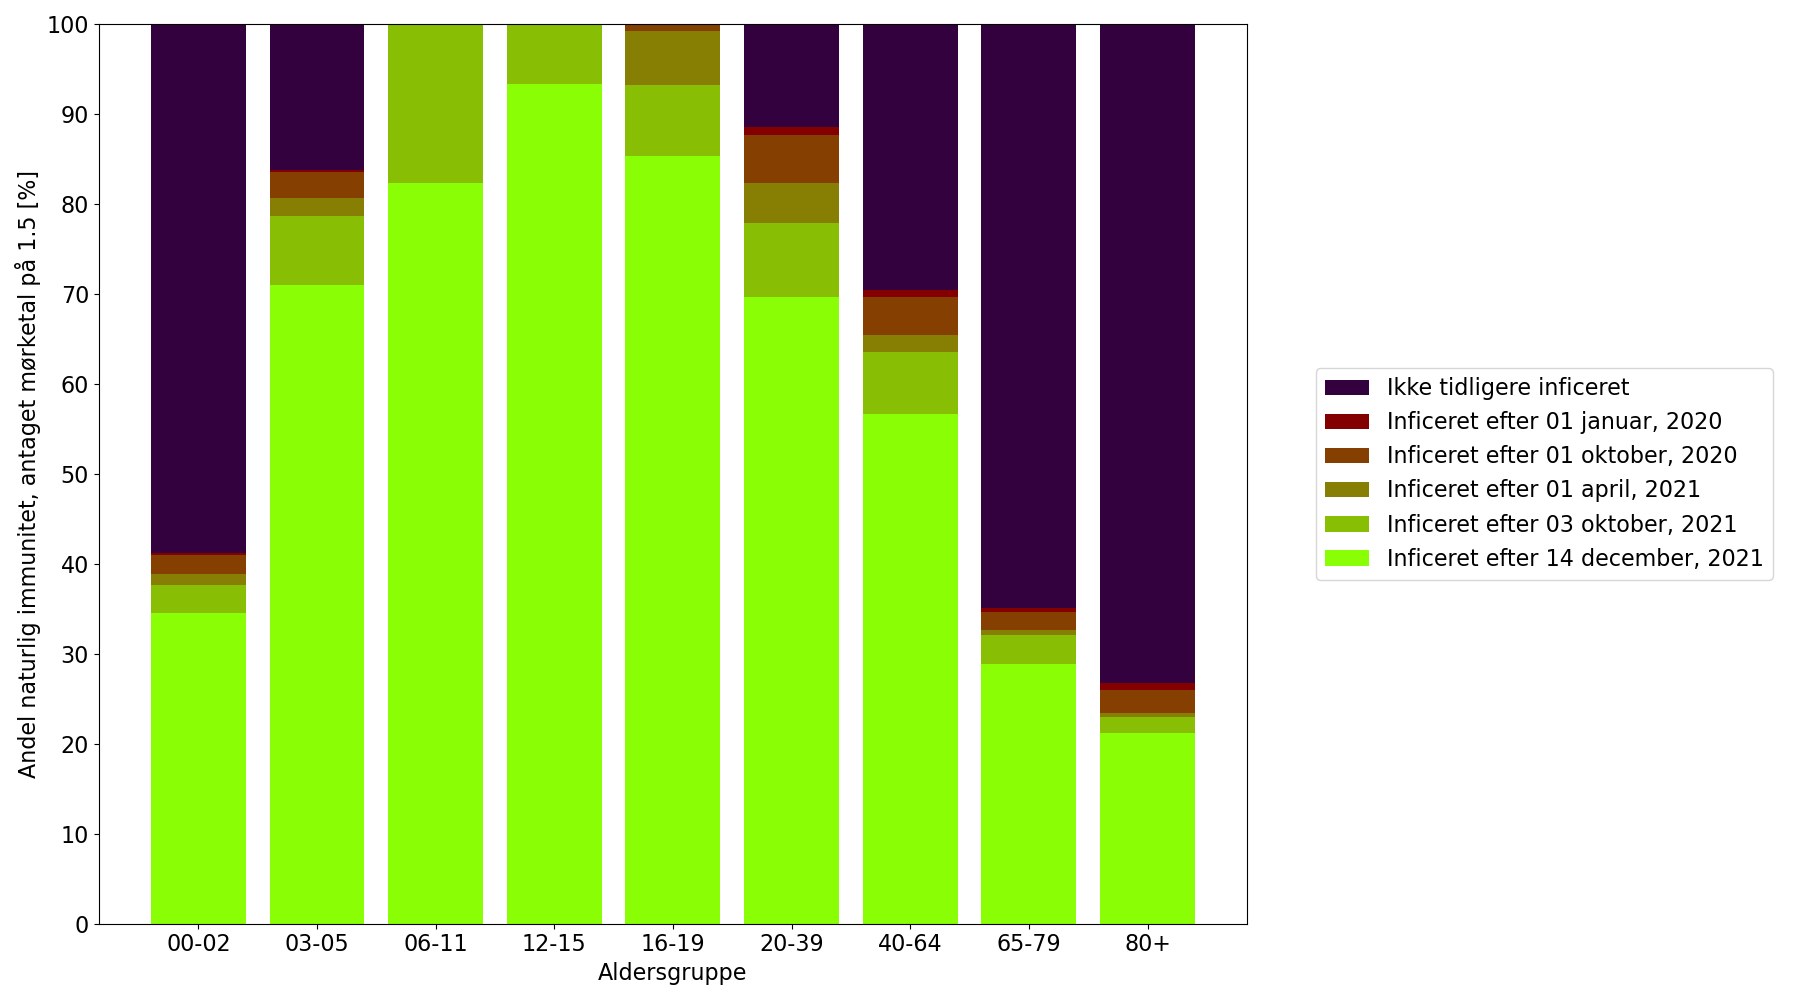 Andel naturlig immunitet, antaget mørketal på 1.5 [%]
100
90
80
70
60
50
40
30
20
10
0
00-02 03-05 06-11 12-15 16-19 20-39 40-64 65-79 80+
Aldersgruppe
Ikke tidligere inficeret
Inficeret efter 01 januar, 2020
Inficeret efter 01 oktober, 2020
Inficeret efter 01 april, 2021
Inficeret efter 03 oktober, 2021
Inficeret efter 14 december, 2021